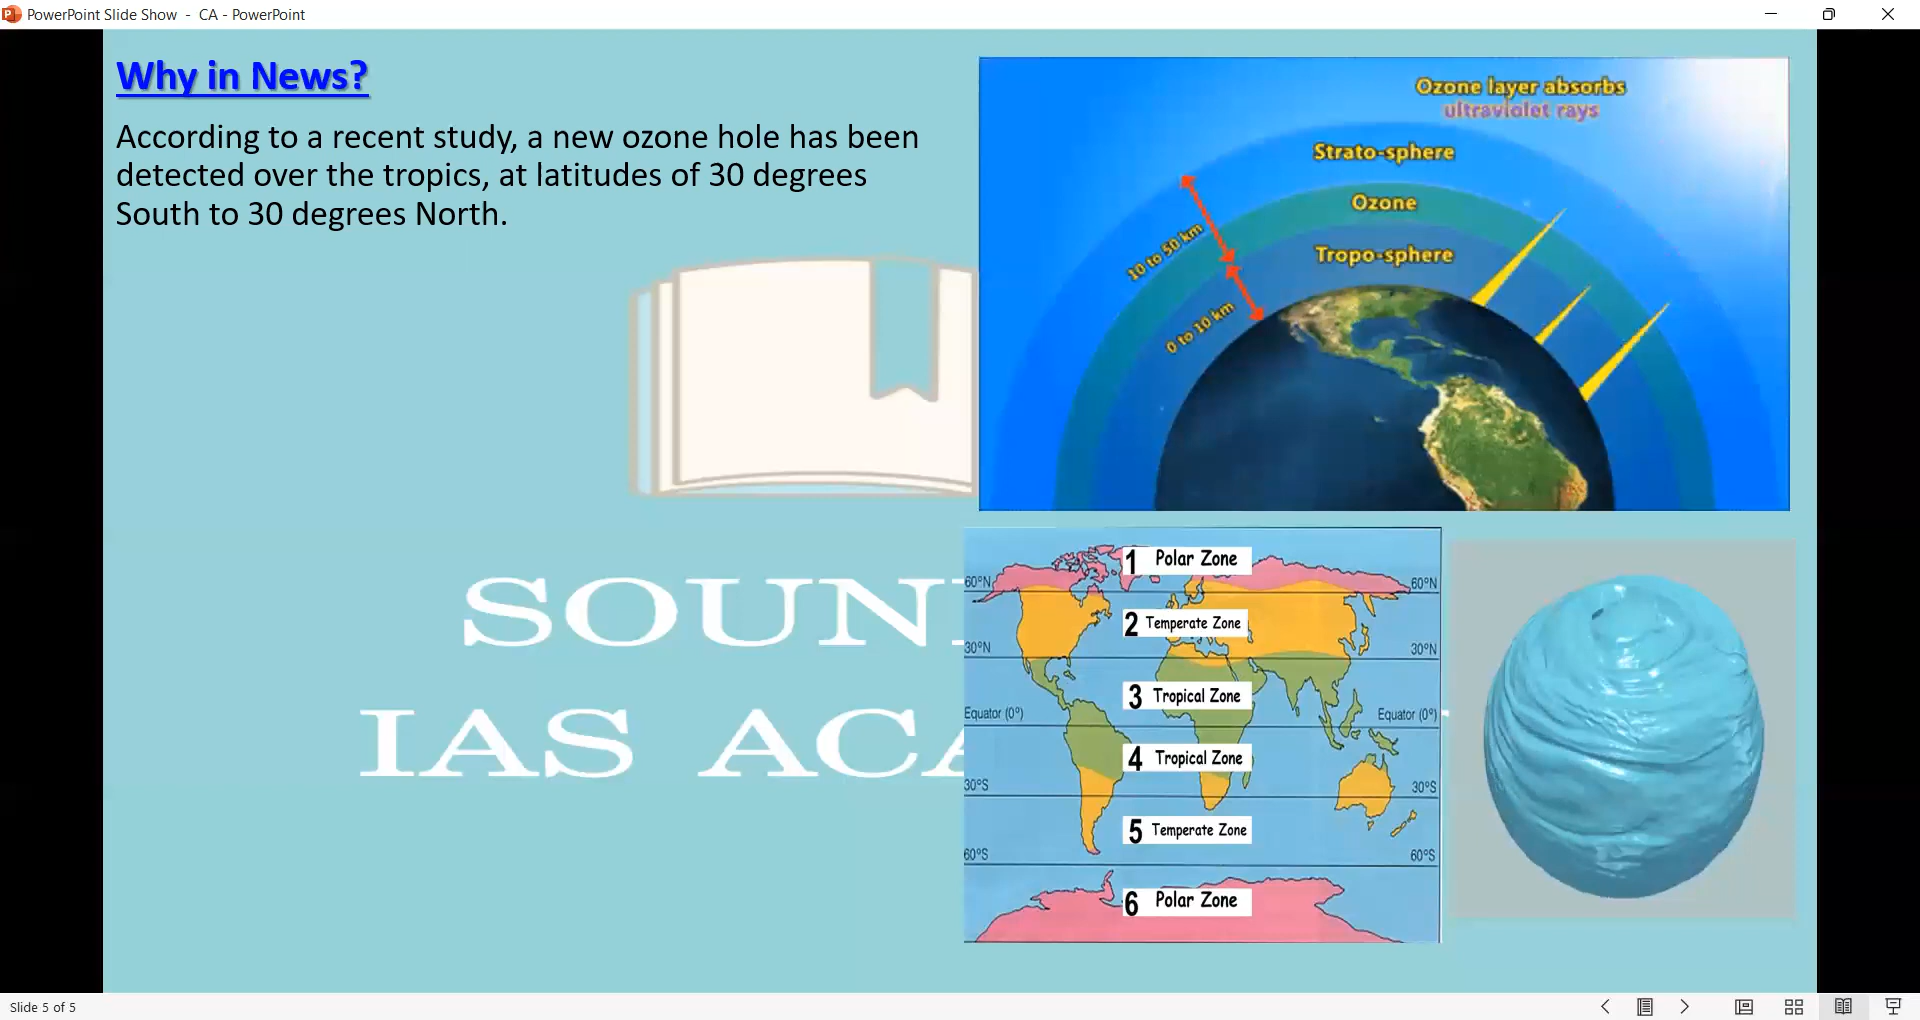 PowerPoint Slide Show - CA - PowerPoint
Why in News?
According to a recent study, a new ozone hole has been
detected over the tropics, at latitudes of 30 degrees
South to 30 degrees North.
Ozone layer absorbs
ultraviolet rays
Strato-sphere
Ozone
Tropo-sphere
10 to 50 km
0 to 10 km
SOUN
IAS ACA
1 Polar Zone
60°N
60°N
2 Temperate Zone
30°N
30°N
3 Tropical Zone
Equator (0°)
Equator (0°)
4 Tropical Zone
30°S
30°S
5 Temperate Zone
60°S
60°S
6 Polar Zone
Slide 5 of 5